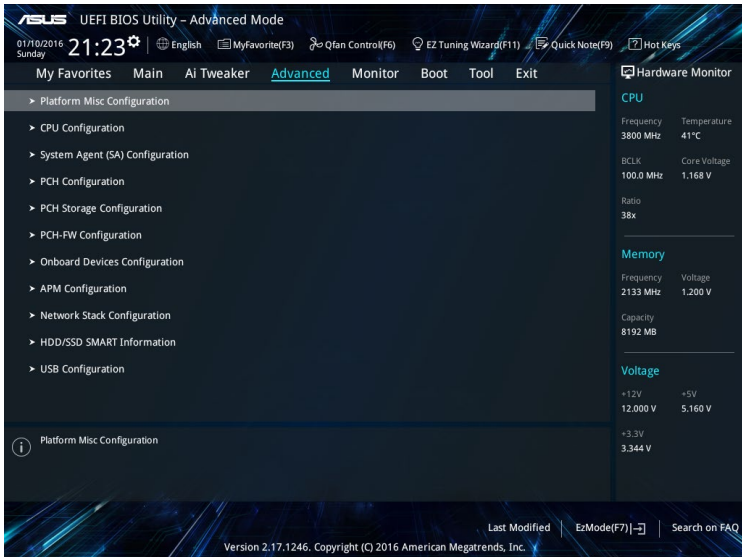 ASUS UEFI BIOS Utility – Advanced Mode
01/10/2016 Sunday 21:23 English MyFavorite(F3) Qfan Control(F6) EZ Tuning Wizard(F11) Quick Note(F9) ? Hot Keys
My Favorites Main Ai Tweaker Advanced Monitor Boot Tool Exit
> Platform Misc Configuration
> CPU Configuration
> System Agent (SA) Configuration
> PCH Configuration
> PCH Storage Configuration
> PCH-FW Configuration
> Onboard Devices Configuration
> APM Configuration
> Network Stack Configuration
> HDD/SSD SMART Information
> USB Configuration
i Platform Misc Configuration
Hardware Monitor
CPU
Frequency Temperature
3800 MHz 41°C
BCLK Core Voltage
100.0 MHz 1.168 V
Ratio
38x
Memory
Frequency Voltage
2133 MHz 1.200 V
Capacity
8192 MB
Voltage
+12V +5V
12.000 V 5.160 V
+3.3V
3.344 V
Last Modified EzMode(F7) Search on FAQ
Version 2.17.1246. Copyright (C) 2016 American Megatrends, Inc.